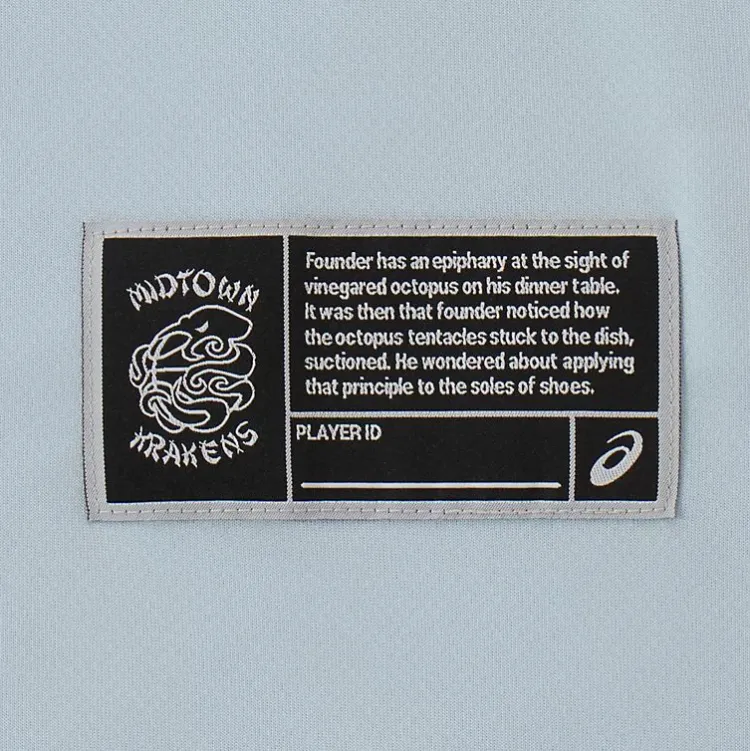 MIDTOWN
KRAKENS
Founder has an epiphany at the sight of
vinegared octopus on his dinner table.
It was then that founder noticed how
the octopus tentacles stuck to the dish,
suctioned. He wondered about applying
that principle to the soles of shoes.
PLAYER ID